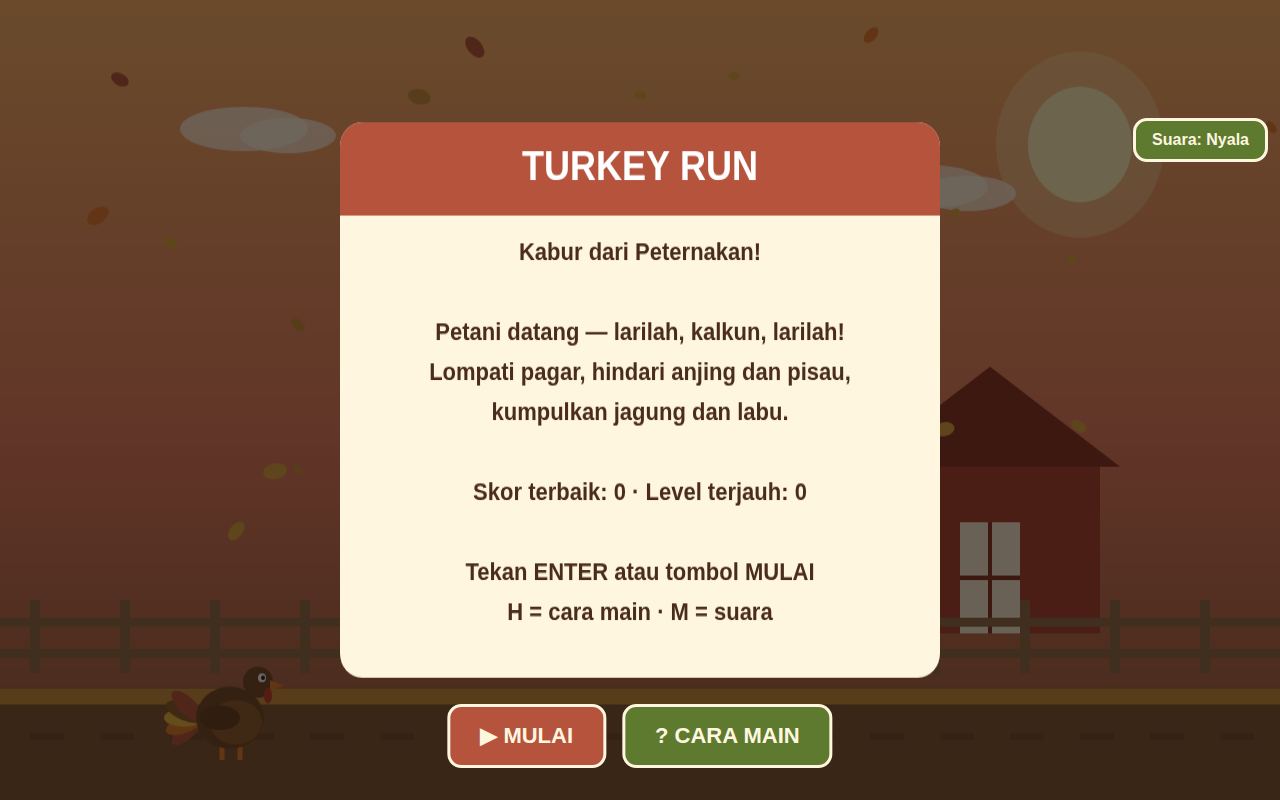 TURKEY RUN
Suara: Nyala
Kabur dari Peternakan!
Petani datang — larilah, kalkun, larilah!
Lompati pagar, hindari anjing dan pisau,
kumpulkan jagung dan labu.
Skor terbaik: 0 · Level terjauh: 0
Tekan ENTER atau tombol MULAI
H = cara main · M = suara
▶ MULAI
? CARA MAIN